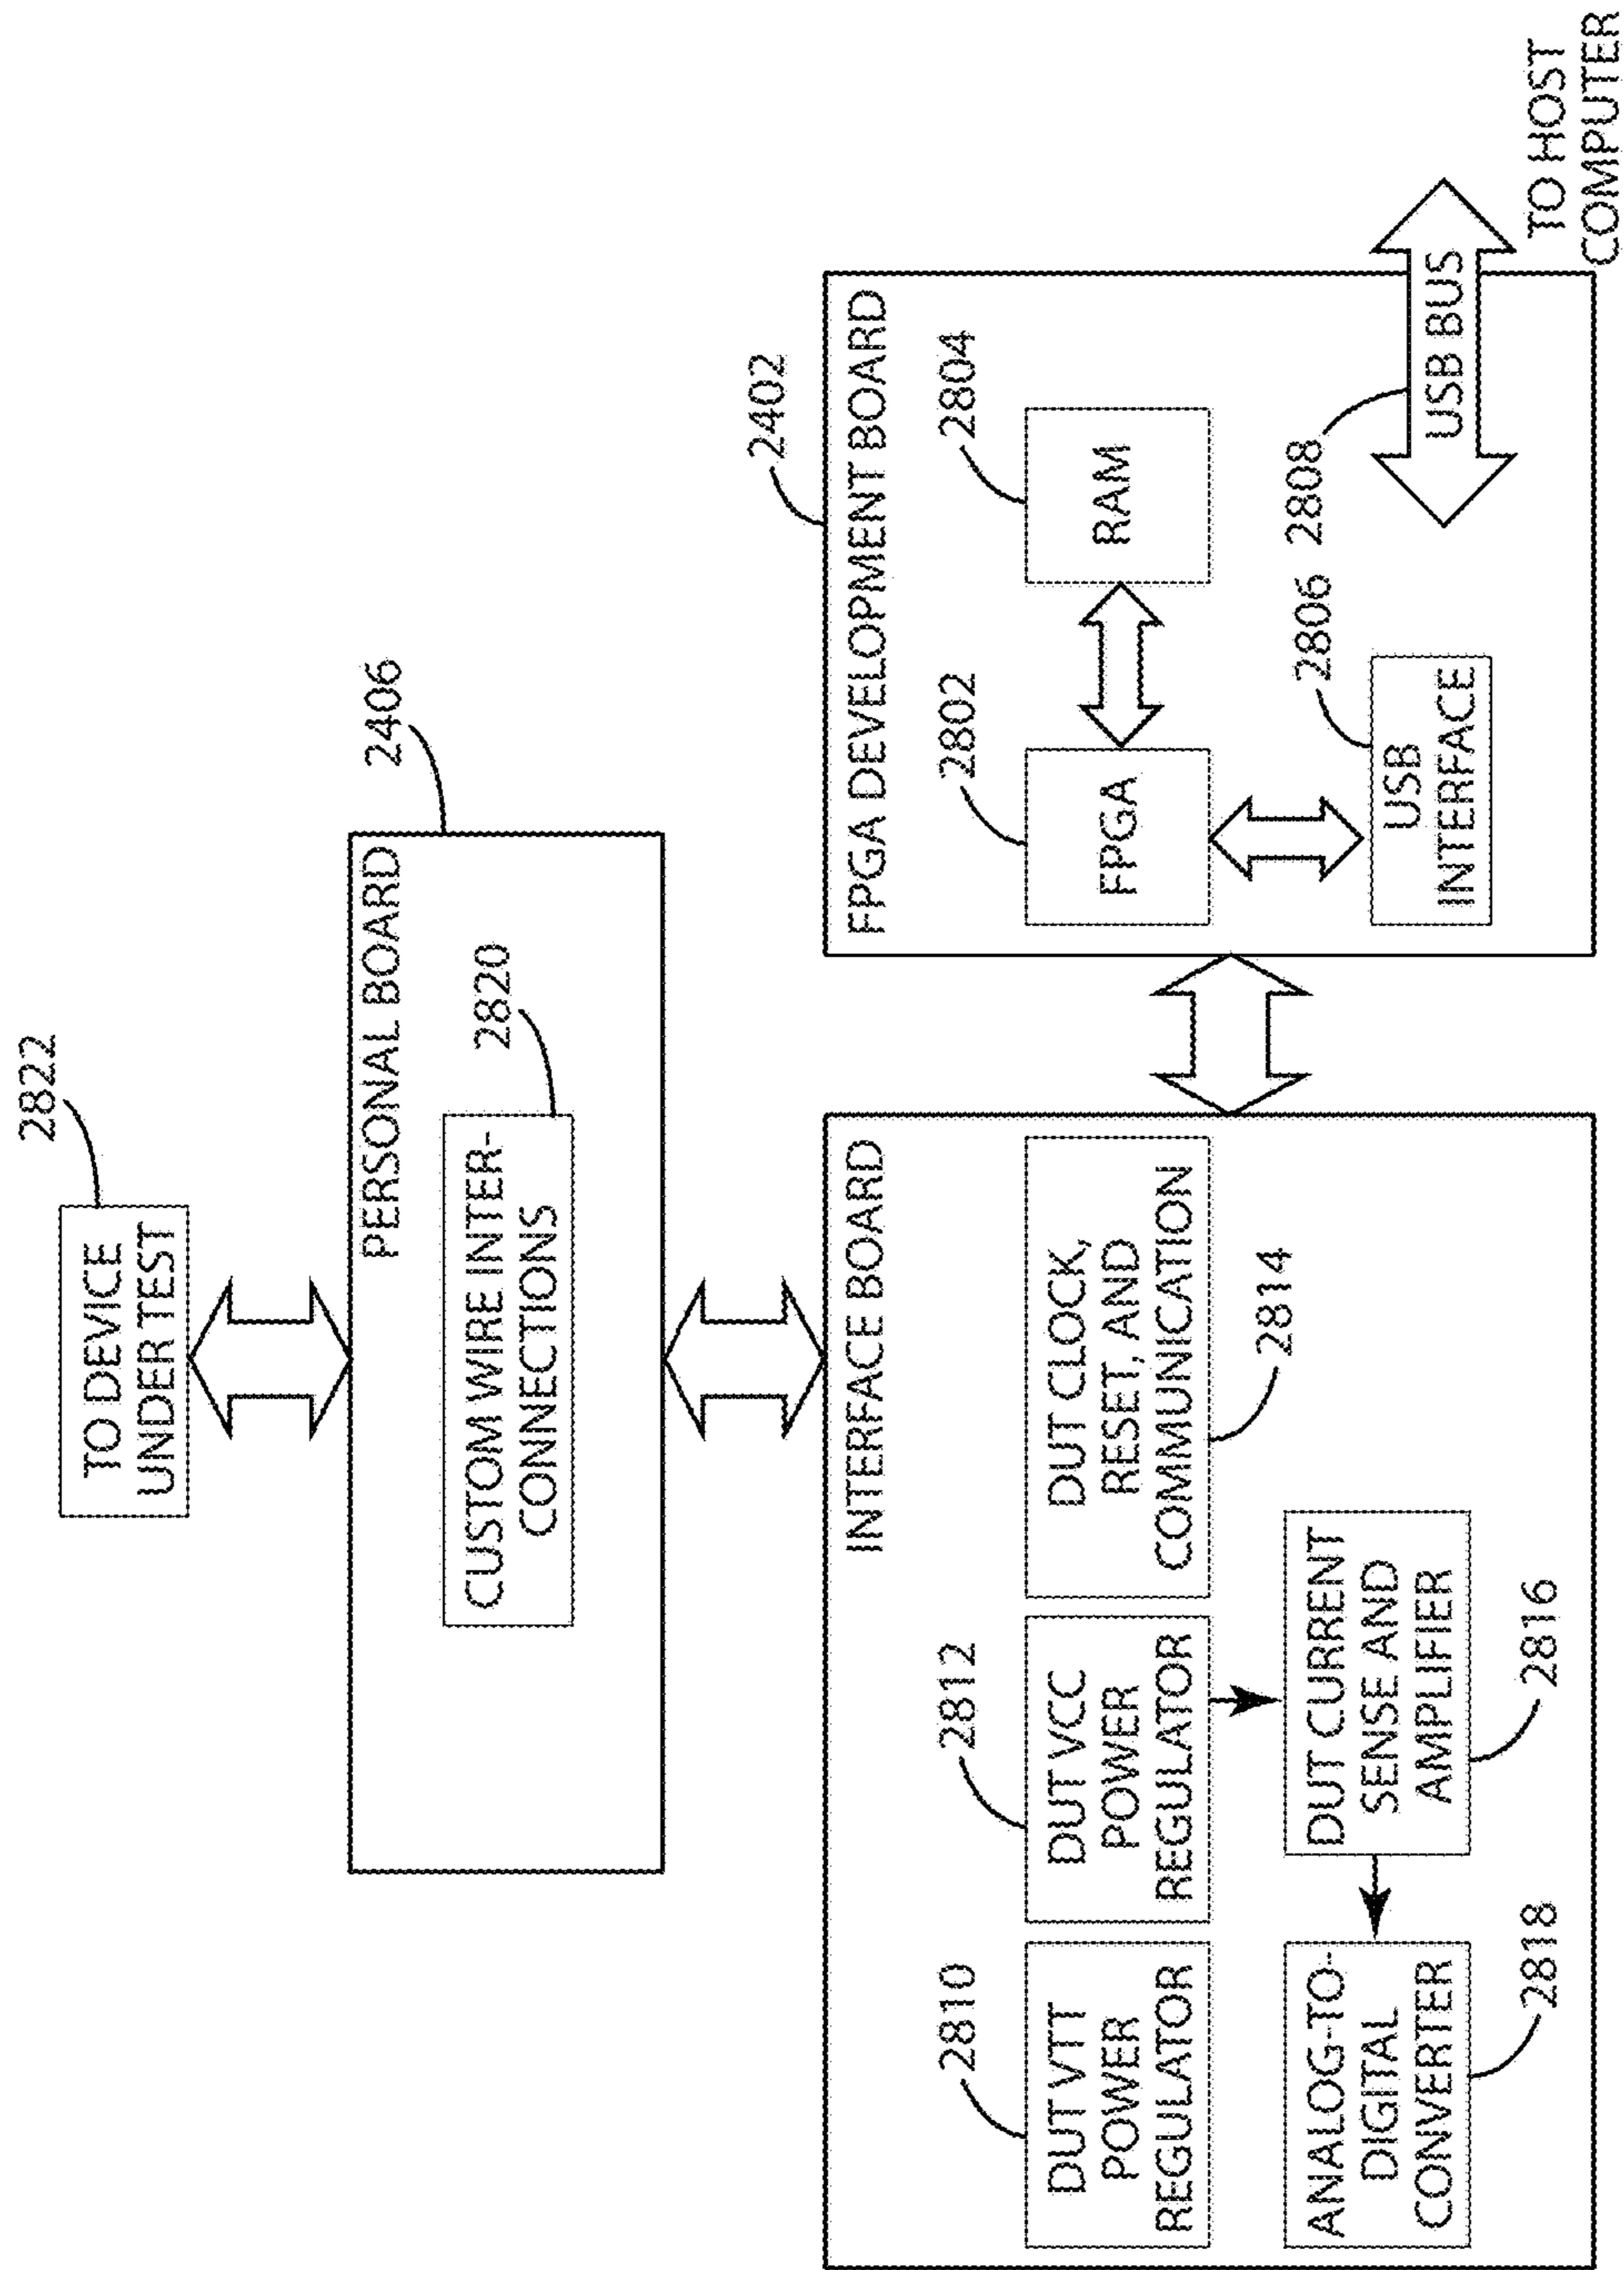 2822
TO DEVICE
UNDER TEST
2406
PERSONAL BOARD
2820
CUSTOM WIRE INTER-
CONNECTIONS
INTERFACE BOARD
2810
DUT VTT
POWER
REGULATOR
2812
DUT VCC
POWER
REGULATOR
DUT CLOCK,
RESET, AND
COMMUNICATION
2814
ANALOG-TO-
DIGITAL
CONVERTER
2818
DUT CURRENT
SENSE AND
AMPLIFIER
2816
2402
FPGA DEVELOPMENT BOARD
2802
FPGA
2804
RAM
2806
USB
INTERFACE
2808
USB BUS
TO HOST
COMPUTER